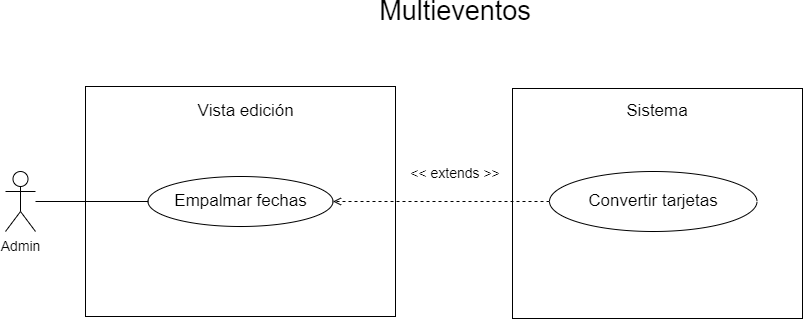 Multieventos
Vista edición
Sistema
<< extends >>
Empalmar fechas
Convertir tarjetas
Admin